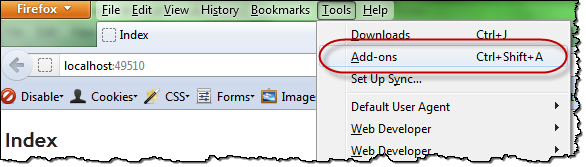 Firefox File Edit View History Bookmarks Tools Help
Index
Downloads Ctrl+J
localhost:49510
Add-ons Ctrl+Shift+A
Set Up Sync...
Disable Cookies CSS Forms Image
Default User Agent
Index
Web Developer
Web Developer